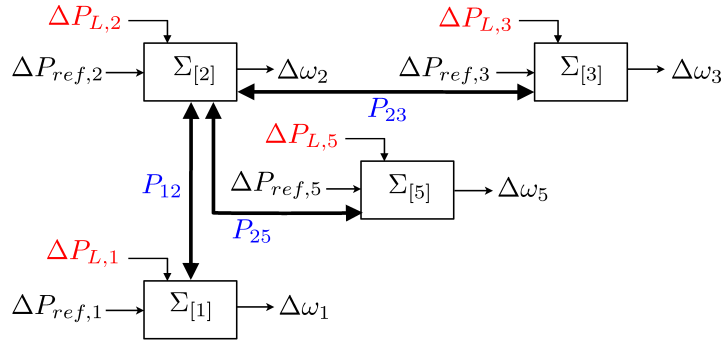 ΔP_{L,2}
ΔP_{L,3}
ΔP_{ref,2}
Σ_{[2]}
Δω_2
ΔP_{ref,3}
Σ_{[3]}
Δω_3
P_{23}
ΔP_{L,5}
P_{12}
ΔP_{ref,5}
Σ_{[5]}
Δω_5
P_{25}
ΔP_{L,1}
ΔP_{ref,1}
Σ_{[1]}
Δω_1